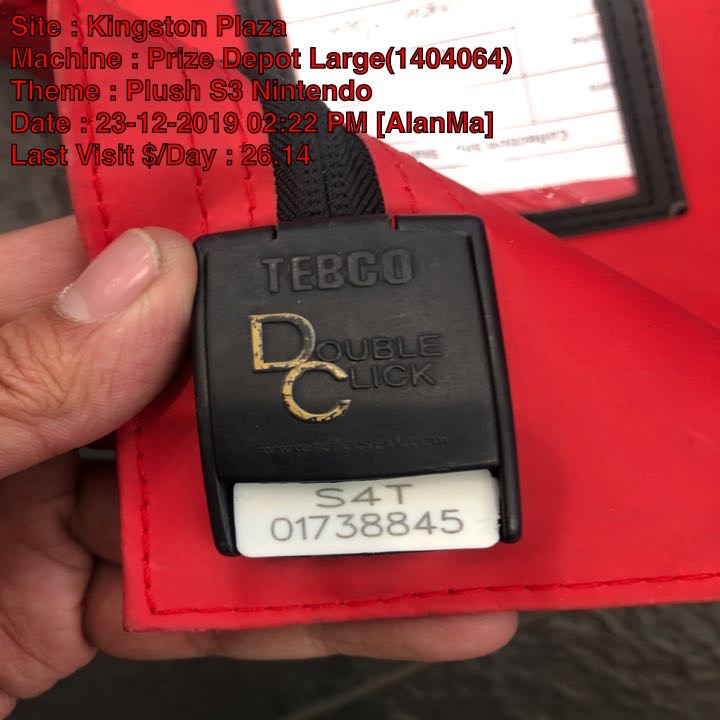 Site : Kingston Plaza
Machine : Prize Depot Large(1404064)
Theme : Plush S3 Nintendo
Date : 23-12-2019 02:22 PM [AlanMa]
Last Visit $/Day : 26.14
TEBCO
DOUBLE
CLICK
S4T
01738845